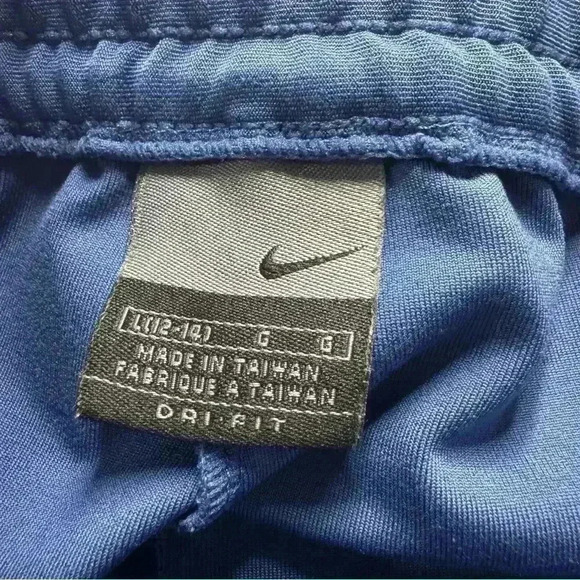 L(12-14) G G
MADE IN TAIWAN
FABRIQUE A TAIWAN
DRI-FIT